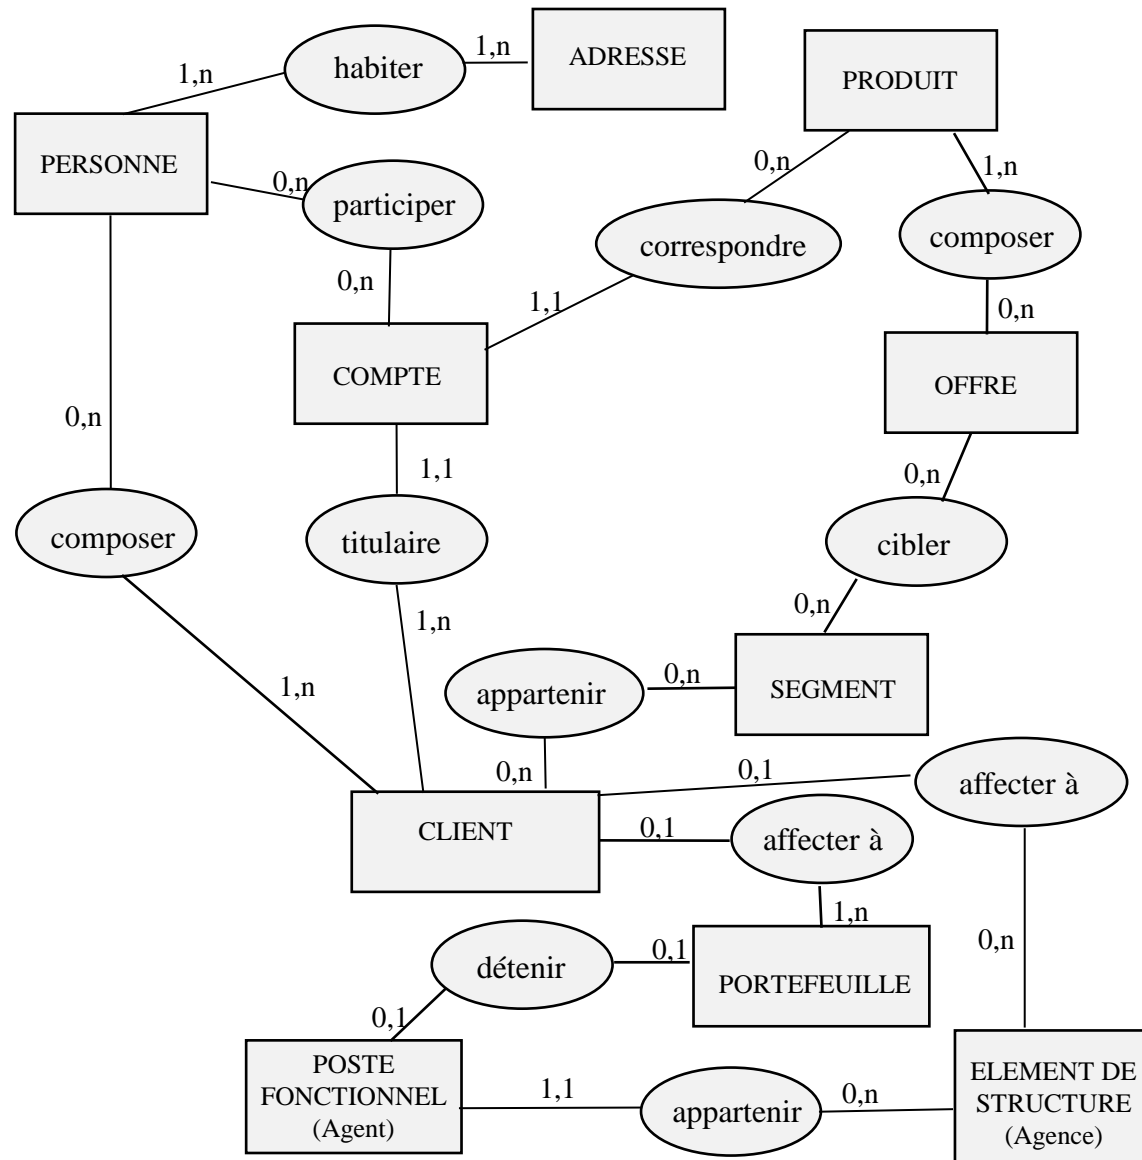 habiter
1,n
1,n
ADRESSE
PRODUIT
PERSONNE
0,n
participer
0,n
1,n
correspondre
composer
0,n
1,1
0,n
COMPTE
OFFRE
0,n
1,1
0,n
composer
titulaire
cibler
0,n
1,n
appartenir
0,n
SEGMENT
1,n
0,n
0,1
affecter à
CLIENT
0,1
affecter à
1,n
0,n
détenir
0,1
PORTEFEUILLE
0,1
POSTE
FONCTIONNEL
(Agent)
1,1
appartenir
0,n
ELEMENT DE
STRUCTURE
(Agence)